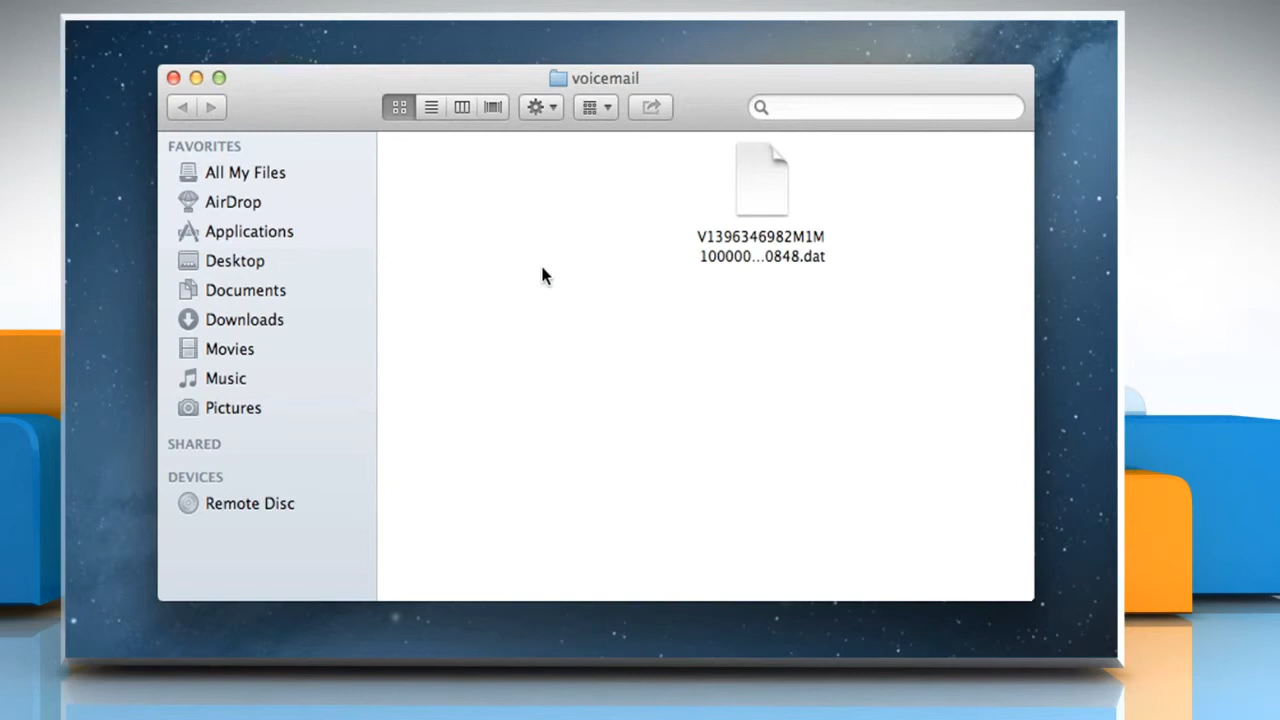 voicemail
FAVORITES
All My Files
AirDrop
Applications
Desktop
Documents
Downloads
Movies
Music
Pictures
SHARED
DEVICES
Remote Disc
V1396346982M1M
100000...0848.dat